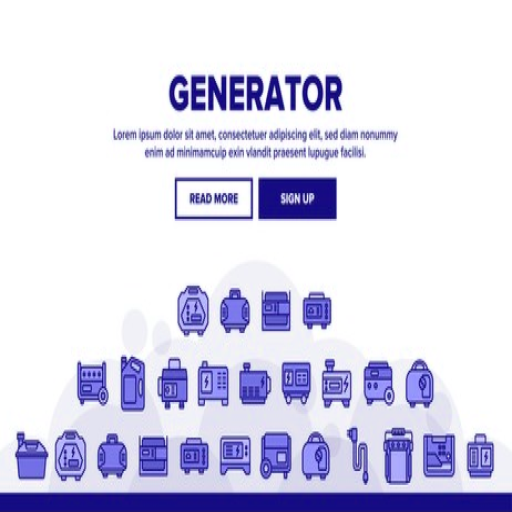 GENERATOR
Lorem ipsum dolor sit amet, consectetuer adipiscing elit, sed diam nonummy
enim ad minimamcuip exin vlandit praesent lupugue facilisi.
READ MORE SIGN UP